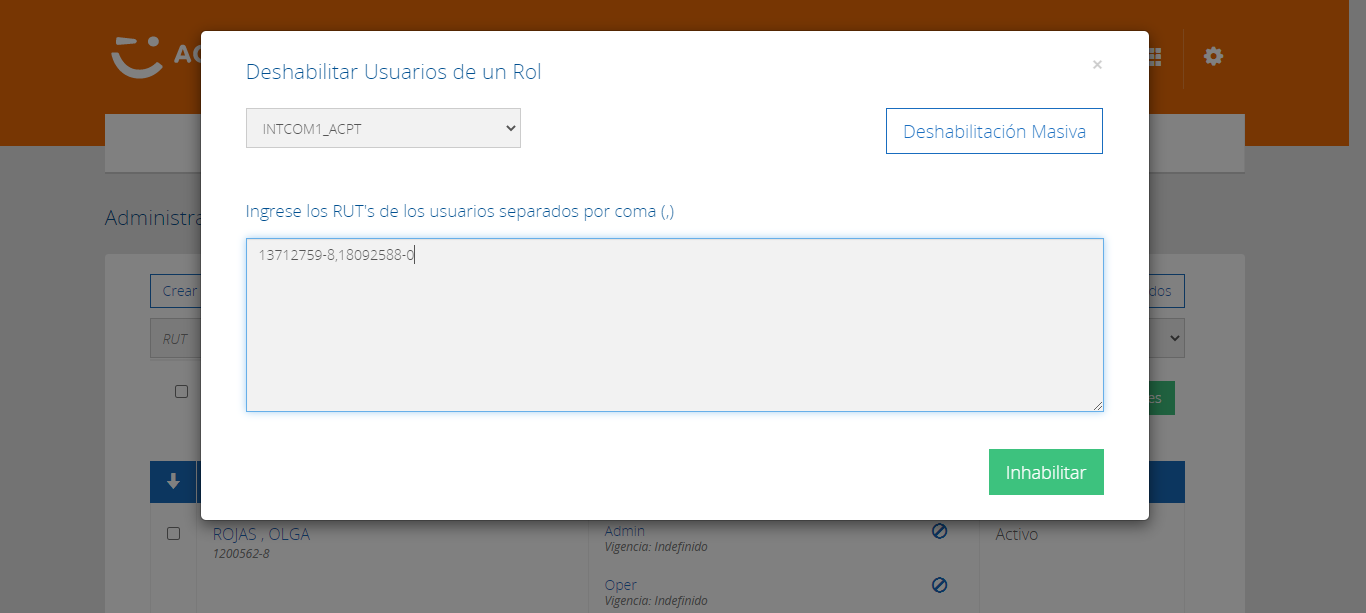 Deshabilitar Usuarios de un Rol
×
INTCOM1_ACPT
Deshabilitación Masiva
Administra
Ingrese los RUT's de los usuarios separados por coma (,)
13712759-8,18092588-0
Crear
dos
RUT
es
Inhabilitar
ROJAS , OLGA
1200562-8
Admin
Vigencia: Indefinido
Activo
Oper
Vigencia: Indefinido